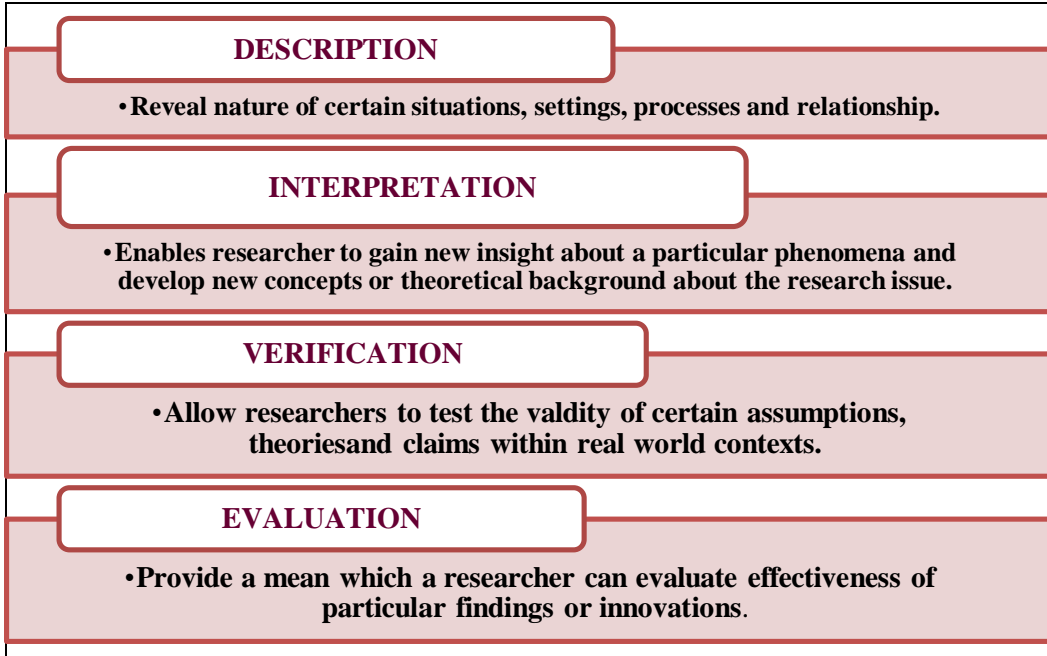 DESCRIPTION
•Reveal nature of certain situations, settings, processes and relationship.
INTERPRETATION
•Enables researcher to gain new insight about a particular phenomena and
develop new concepts or theoretical background about the research issue.
VERIFICATION
•Allow researchers to test the valdity of certain assumptions,
theoriesand claims within real world contexts.
EVALUATION
•Provide a mean which a researcher can evaluate effectiveness of
particular findings or innovations.